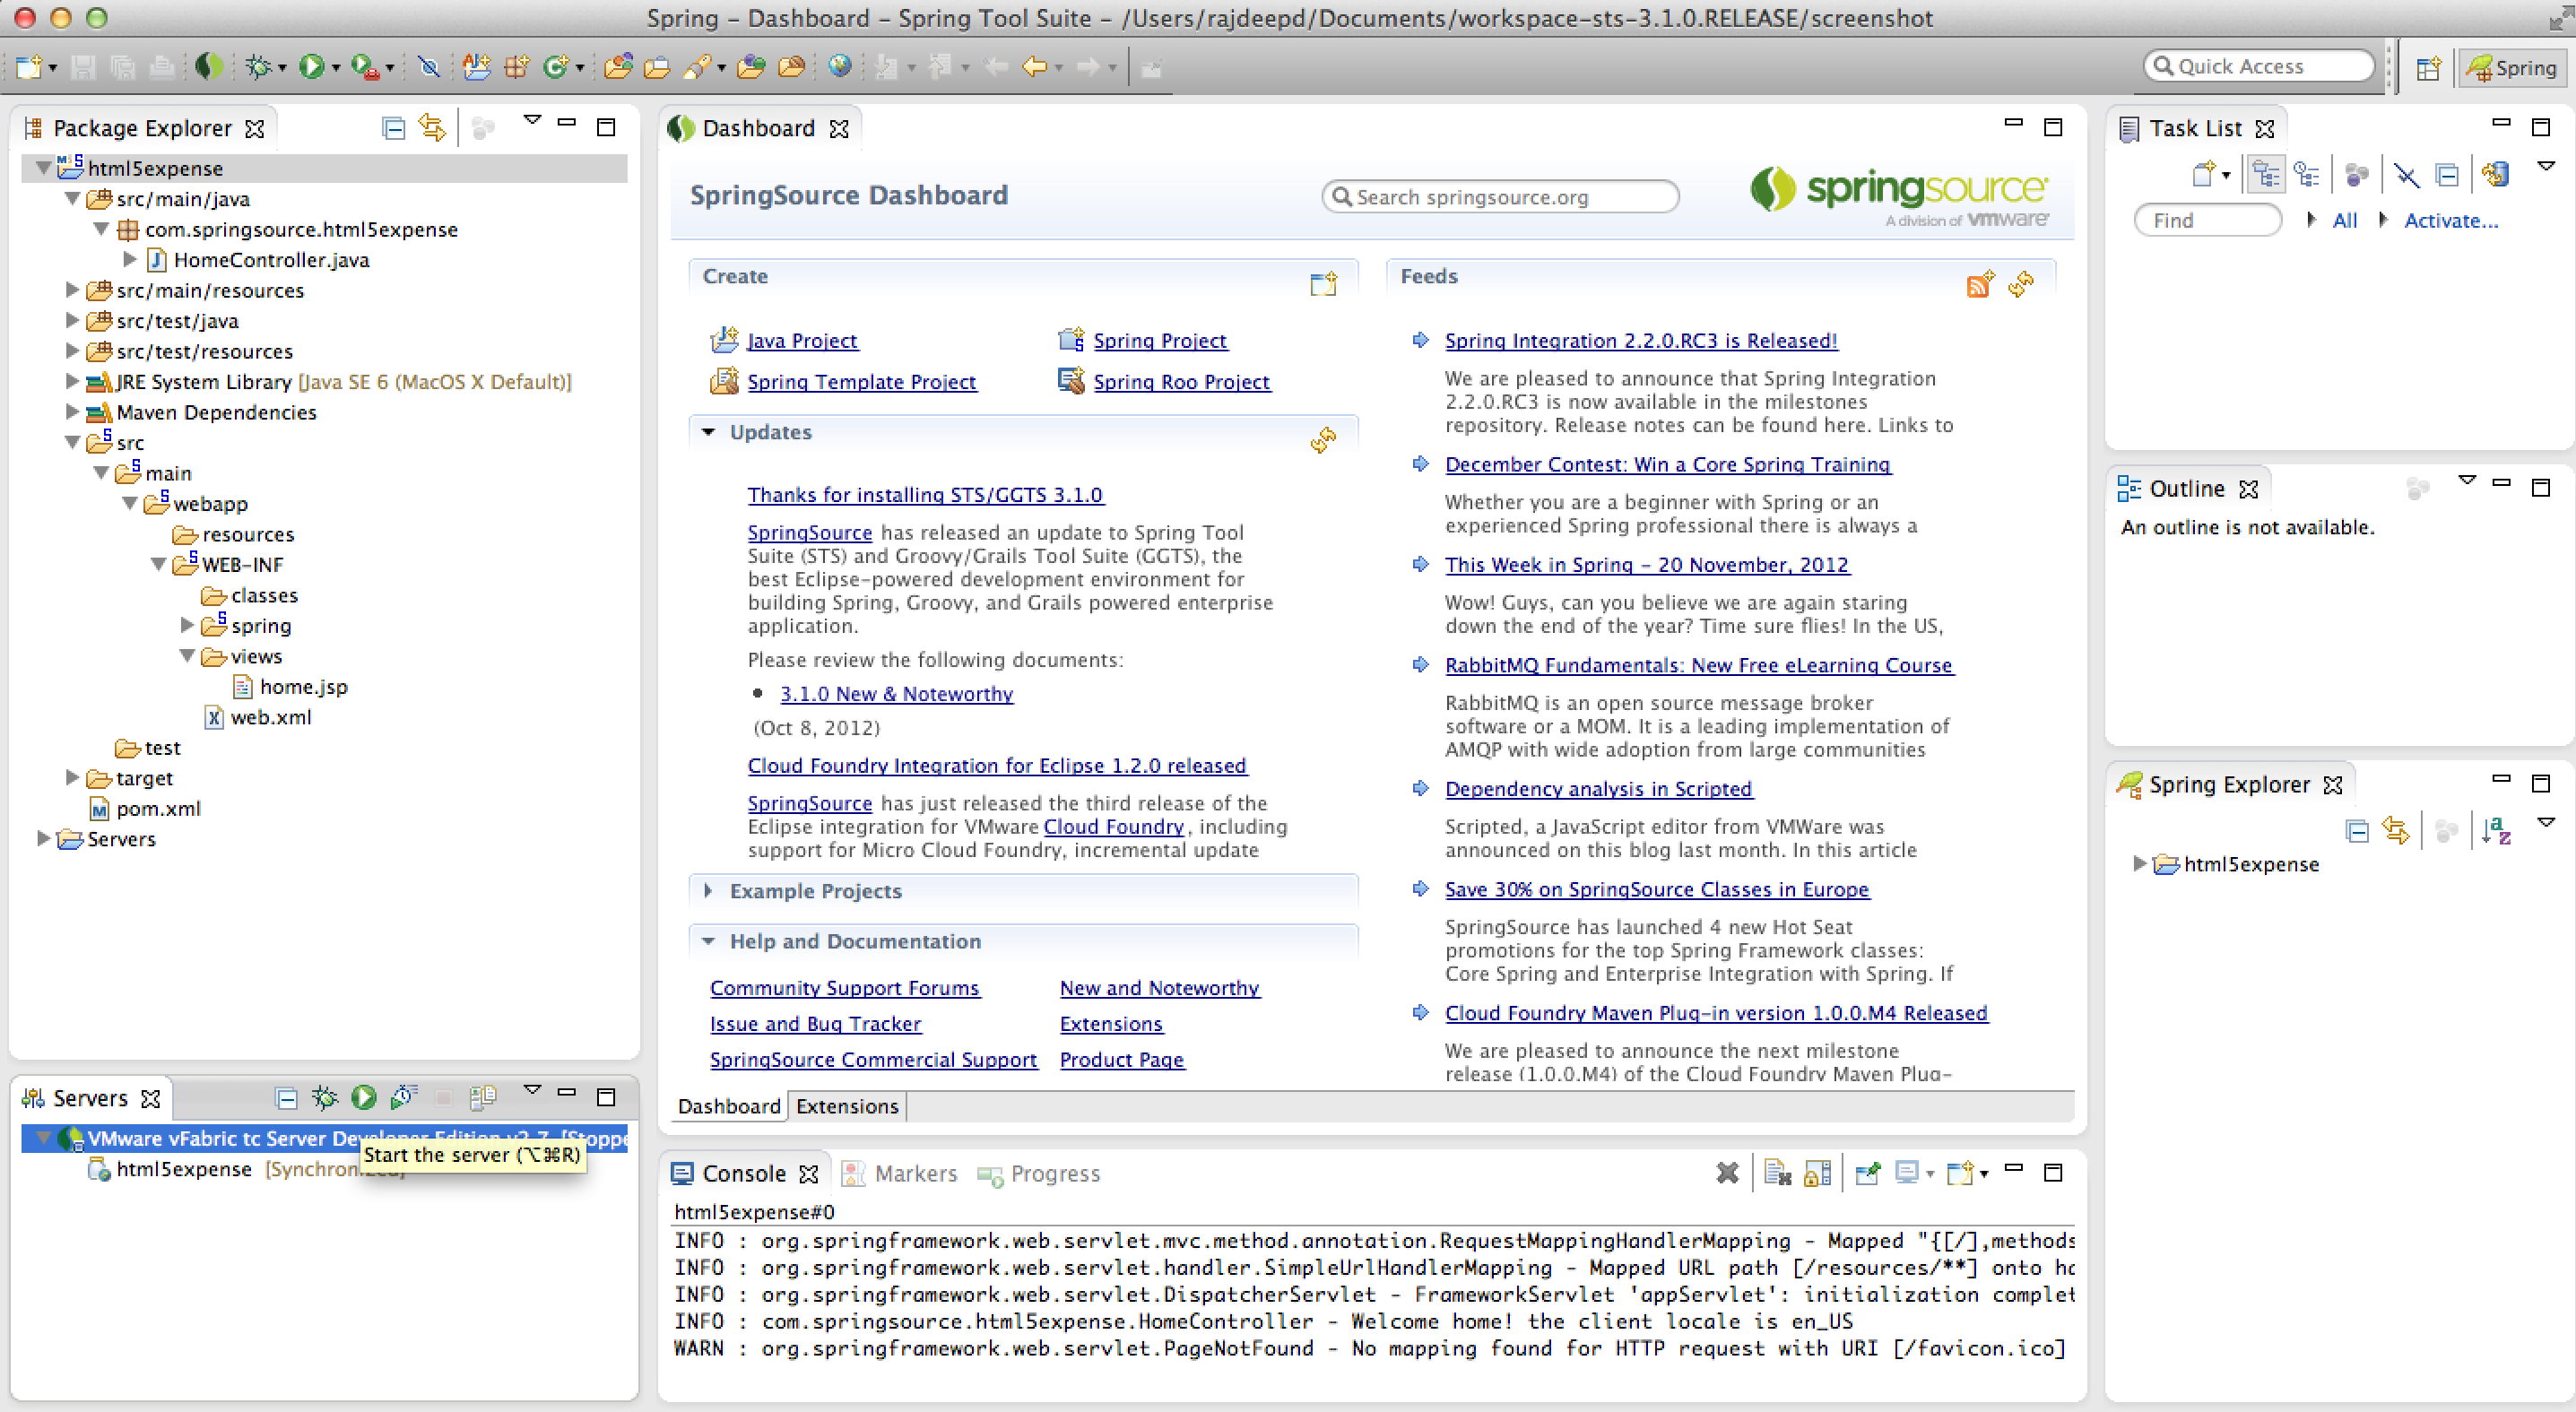 Spring – Dashboard – Spring Tool Suite – /Users/rajdeepd/Documents/workspace-sts-3.1.0.RELEASE/screenshot
Quick Access
Spring
Package Explorer
html5expense
src/main/java
com.springsource.html5expense
HomeController.java
src/main/resources
src/test/java
src/test/resources
JRE System Library [Java SE 6 (MacOS X Default)]
Maven Dependencies
src
main
webapp
resources
WEB-INF
classes
spring
views
home.jsp
web.xml
test
target
pom.xml
Servers
Servers
VMware vFabric tc Server Developer Edition v2.7 [Stoppe
Start the server (⌥⌘R)
html5expense [Synchronized]
Dashboard
SpringSource Dashboard
Search springsource.org
springsource
A division of vmware
Create
Java Project
Spring Project
Spring Template Project
Spring Roo Project
Updates
Thanks for installing STS/GGTS 3.1.0
SpringSource has released an update to Spring Tool
Suite (STS) and Groovy/Grails Tool Suite (GGTS), the
best Eclipse-powered development environment for
building Spring, Groovy, and Grails powered enterprise
application.
Please review the following documents:
• 3.1.0 New & Noteworthy
(Oct 8, 2012)
Cloud Foundry Integration for Eclipse 1.2.0 released
SpringSource has just released the third release of the
Eclipse integration for VMware Cloud Foundry, including
support for Micro Cloud Foundry, incremental update
Example Projects
Help and Documentation
Community Support Forums
New and Noteworthy
Issue and Bug Tracker
Extensions
SpringSource Commercial Support
Product Page
Feeds
Spring Integration 2.2.0.RC3 is Released!
We are pleased to announce that Spring Integration
2.2.0.RC3 is now available in the milestones
repository. Release notes can be found here. Links to
December Contest: Win a Core Spring Training
Whether you are a beginner with Spring or an
experienced Spring professional there is always a
This Week in Spring – 20 November, 2012
Wow! Guys, can you believe we are again staring
down the end of the year? Time sure flies! In the US,
RabbitMQ Fundamentals: New Free eLearning Course
RabbitMQ is an open source message broker
software or a MOM. It is a leading implementation of
AMQP with wide adoption from large communities
Dependency analysis in Scripted
Scripted, a JavaScript editor from VMWare was
announced on this blog last month. In this article
Save 30% on SpringSource Classes in Europe
SpringSource has launched 4 new Hot Seat
promotions for the top Spring Framework classes:
Core Spring and Enterprise Integration with Spring. If
Cloud Foundry Maven Plug-in version 1.0.0.M4 Released
We are pleased to announce the next milestone
release (1.0.0.M4) of the Cloud Foundry Maven Plug-
Dashboard
Extensions
Console
Markers
Progress
html5expense#0
INFO : org.springframework.web.servlet.mvc.method.annotation.RequestMappingHandlerMapping - Mapped "{[/],methods
INFO : org.springframework.web.servlet.handler.SimpleUrlHandlerMapping - Mapped URL path [/resources/**] onto ha
INFO : org.springframework.web.servlet.DispatcherServlet - FrameworkServlet 'appServlet': initialization complet
INFO : com.springsource.html5expense.HomeController - Welcome home! the client locale is en_US
WARN : org.springframework.web.servlet.PageNotFound - No mapping found for HTTP request with URI [/favicon.ico]
Task List
Find
All
Activate...
Outline
An outline is not available.
Spring Explorer
html5expense